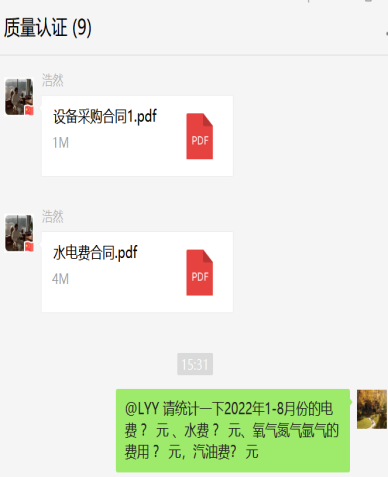 质量认证 (9)
浩然
设备采购合同1.pdf
1M
PDF
浩然
水电费合同.pdf
4M
PDF
15:31
@LYY 请统计一下2022年1-8月份的电
费？ 元、水费？ 元、氧气氮气氩气的
费用？ 元，汽油费？ 元